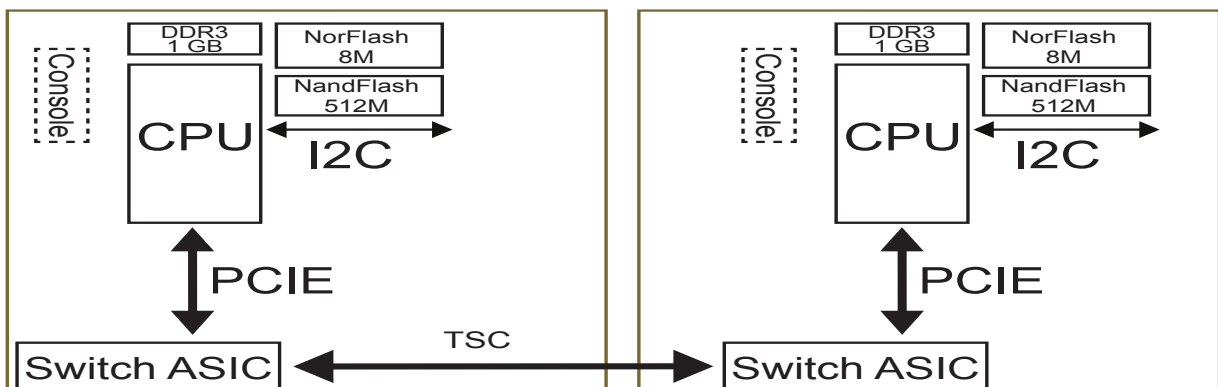 DDR3
1 GB
NorFlash
8M
NandFlash
512M
Console
CPU
I2C
PCIE
Switch ASIC
TSC
DDR3
1 GB
NorFlash
8M
NandFlash
512M
Console
CPU
I2C
PCIE
Switch ASIC